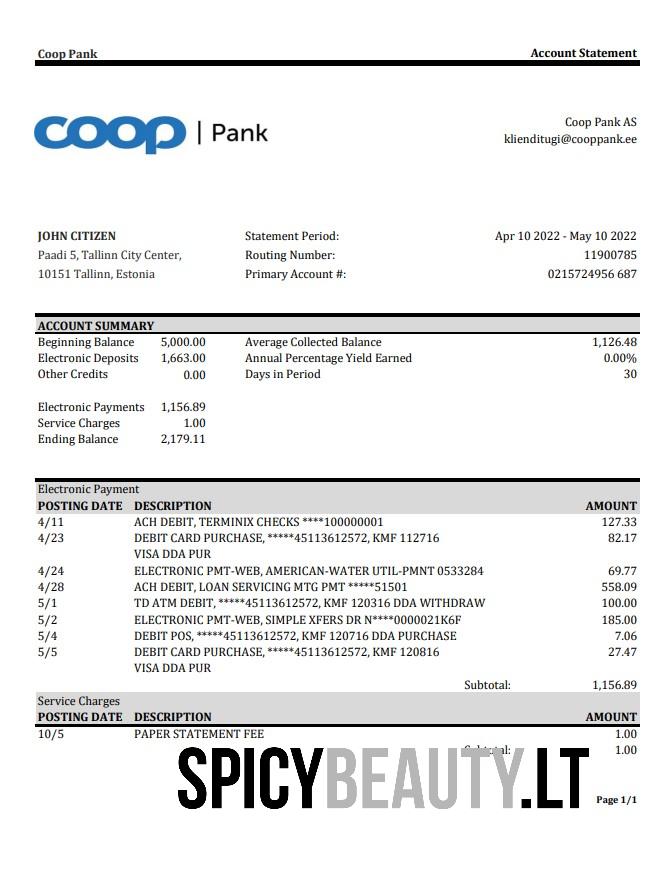 Coop Pank Account Statement
coop | Pank
Coop Pank AS
klienditugi@cooppank.ee
JOHN CITIZEN Statement Period: Apr 10 2022 - May 10 2022
Paadi 5, Tallinn City Center, Routing Number: 11900785
10151 Tallinn, Estonia Primary Account #: 0215724956 687
ACCOUNT SUMMARY
Beginning Balance 5,000.00 Average Collected Balance 1,126.48
Electronic Deposits 1,663.00 Annual Percentage Yield Earned 0.00%
Other Credits 0.00 Days in Period 30
Electronic Payments 1,156.89
Service Charges 1.00
Ending Balance 2,179.11
Electronic Payment
POSTING DATE DESCRIPTION AMOUNT
4/11 ACH DEBIT, TERMINIX CHECKS ****100000001 127.33
4/23 DEBIT CARD PURCHASE, *****45113612572, KMF 112716 82.17
VISA DDA PUR
4/24 ELECTRONIC PMT-WEB, AMERICAN-WATER UTIL-PMNT 0533284 69.77
4/28 ACH DEBIT, LOAN SERVICING MTG PMT *****51501 558.09
5/1 TD ATM DEBIT, *****45113612572, KMF 120316 DDA WITHDRAW 100.00
5/2 ELECTRONIC PMT-WEB, SIMPLE XFERS DR N****0000021K6F 185.00
5/4 DEBIT POS, *****45113612572, KMF 120716 DDA PURCHASE 7.06
5/5 DEBIT CARD PURCHASE, *****45113612572, KMF 120816 27.47
VISA DDA PUR
Subtotal: 1,156.89
Service Charges
POSTING DATE DESCRIPTION AMOUNT
10/5 PAPER STATEMENT FEE 1.00
Subtotal: 1.00
SPICYBEAUTY.LT
Page 1/1